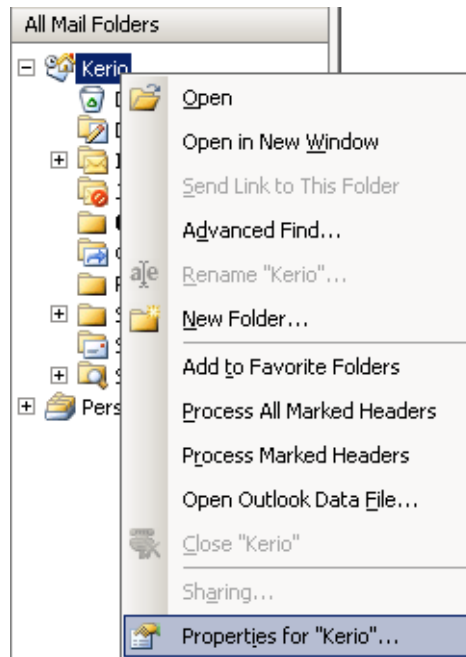 All Mail Folders
Kerio
Open
Open in New Window
Send Link to This Folder
Advanced Find...
Rename "Kerio"...
New Folder...
Add to Favorite Folders
Process All Marked Headers
Process Marked Headers
Open Outlook Data File...
Close "Kerio"
Sharing...
Properties for "Kerio"...
Pers